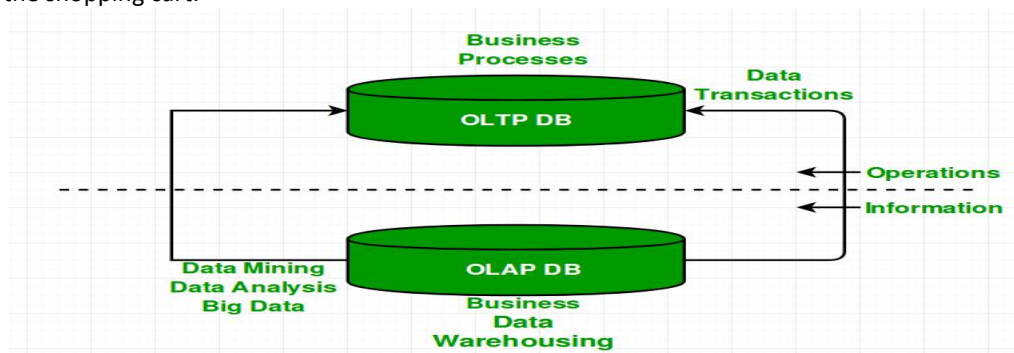 the shopping cart.
Business
Processes
Data
Transactions
OLTP DB
Operations
Information
OLAP DB
Data Mining
Data Analysis
Big Data
Business
Data
Warehousing